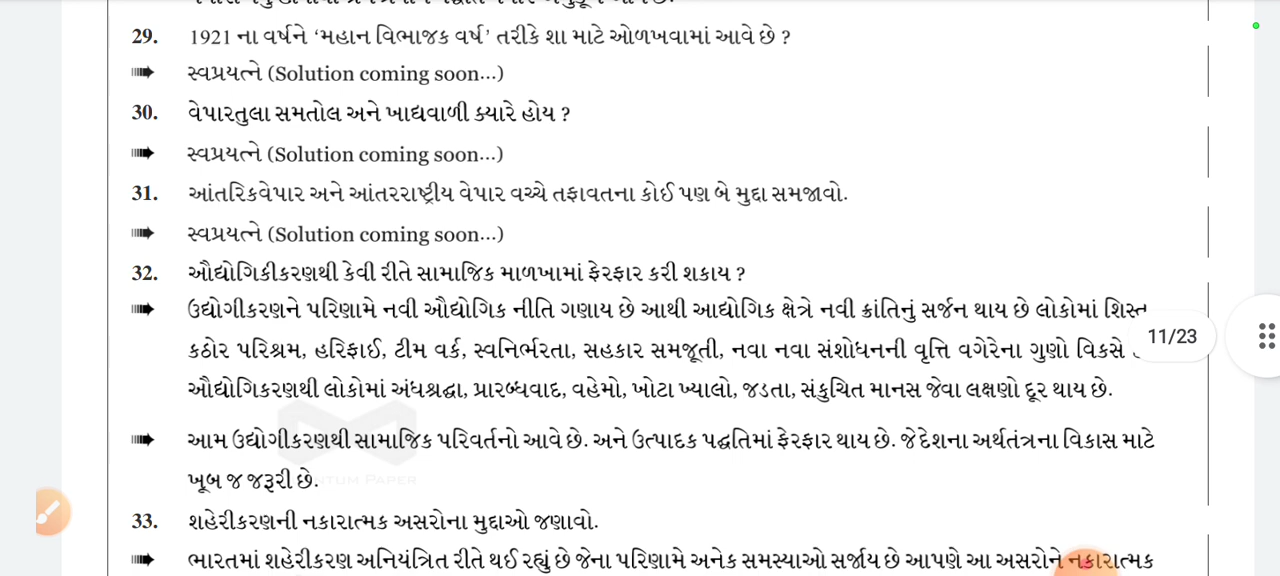 29. 1921 ના વર્ષને ‘મહાન વિભાજક વર્ષ’ તરીકે શા માટે ઓળખવામાં આવે છે ?
સ્વપ્રયત્ને (Solution coming soon...)
30. વેપારતુલા સમતોલ અને ખાદ્યવાળી ક્યારે હોય ?
સ્વપ્રયત્ને (Solution coming soon...)
31. આંતરિકવેપાર અને આંતરરાષ્ટ્રીય વેપાર વચ્ચે તફાવતના કોઈ પણ બે મુદ્દા સમજાવો.
સ્વપ્રયત્ને (Solution coming soon...)
32. ઔદ્યોગિકીકરણથી કેવી રીતે સામાજિક માળખામાં ફેરફાર કરી શકાય ?
ઉદ્યોગીકરણને પરિણામે નવી ઔદ્યોગિક નીતિ ગણાય છે આથી આદ્યોગિક ક્ષેત્રે નવી ક્રાંતિનું સર્જન થાય છે લોકોમાં શિસ્ત
11/23
કઠોર પરિશ્રમ, હરિફાઈ, ટીમ વર્ક, સ્વનિર્ભરતા, સહકાર સમજૂતી, નવા નવા સંશોધનની વૃત્તિ વગેરેના ગુણો વિકસે
ઔદ્યોગિકરણથી લોકોમાં અંધશ્રદ્ધા, પ્રારબ્ધવાદ, વહેમો, ખોટા ખ્યાલો, જડતા, સંકુચિત માનસ જેવા લક્ષણો દૂર થાય છે.
આમ ઉદ્યોગીકરણથી સામાજિક પરિવર્તનો આવે છે. અને ઉત્પાદક પદ્ધતિમાં ફેરફાર થાય છે. જેદેશના અર્થતંત્રના વિકાસ માટે
ખૂબ જ જરૂરી છે.
PAPER
33. શહેરીકરણની નકારાત્મક અસરોના મુદ્દાઓ જણાવો.
ભારતમાં શહેરીકરણ અનિયંત્રિત રીતે થઈ રહ્યું છે જેના પરિણામે અનેક સમસ્યાઓ સર્જાય છે આપણે આ અસરોને નકારાત્મક